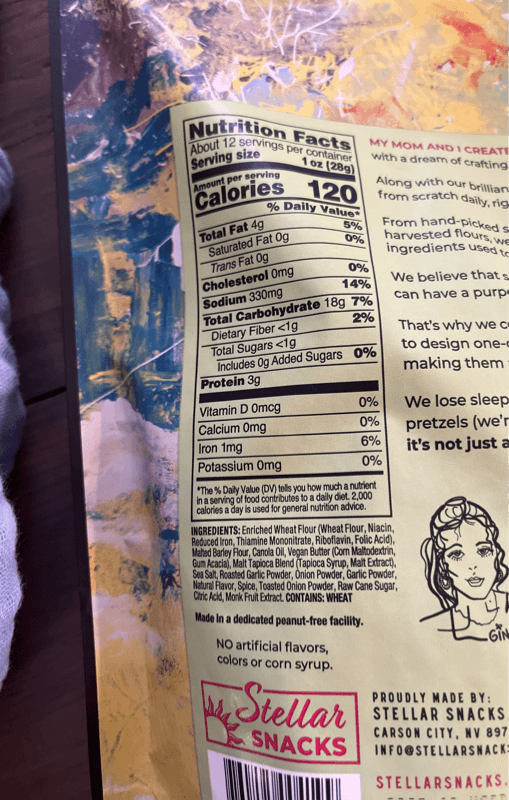 Nutrition Facts
About 12 servings per container
Serving size 1 oz (28g)
Amount per serving
Calories 120
% Daily Value*
Total Fat 4g 5%
Saturated Fat 0g 0%
Trans Fat 0g
Cholesterol 0mg 0%
Sodium 330mg 14%
Total Carbohydrate 18g 7%
Dietary Fiber <1g 2%
Total Sugars <1g
Includes 0g Added Sugars 0%
Protein 3g
Vitamin D 0mcg 0%
Calcium 0mg 0%
Iron 1mg 6%
Potassium 0mg 0%
*The % Daily Value (DV) tells you how much a nutrient
in a serving of food contributes to a daily diet. 2,000
calories a day is used for general nutrition advice.
INGREDIENTS: Enriched Wheat Flour (Wheat Flour, Niacin,
Reduced Iron, Thiamine Mononitrate, Riboflavin, Folic Acid),
Malted Barley Flour, Canola Oil, Vegan Butter (Corn Maltodextrin,
Gum Acacia), Malt Tapioca Blend (Tapioca Syrup, Malt Extract),
Sea Salt, Roasted Garlic Powder, Onion Powder, Garlic Powder,
Natural Flavor, Spice, Toasted Onion Powder, Raw Cane Sugar,
Citric Acid, Monk Fruit Extract. CONTAINS: WHEAT
Made in a dedicated peanut-free facility.
NO artificial flavors,
colors or corn syrup.
Stellar
SNACKS
MY MOM AND I CREATE
with a dream of crafting
Along with our brillian
from scratch daily, rig
From hand-picked s
harvested flours, we
ingredients used to
We believe that s
can have a purp
That's why we c
to design one-
making them
We lose sleep
pretzels (we'r
it's not just a
GIN
PROUDLY MADE BY:
STELLAR SNACKS
CARSON CITY, NV 897
INFO@STELLARSNACK
STELLARSNACKS.